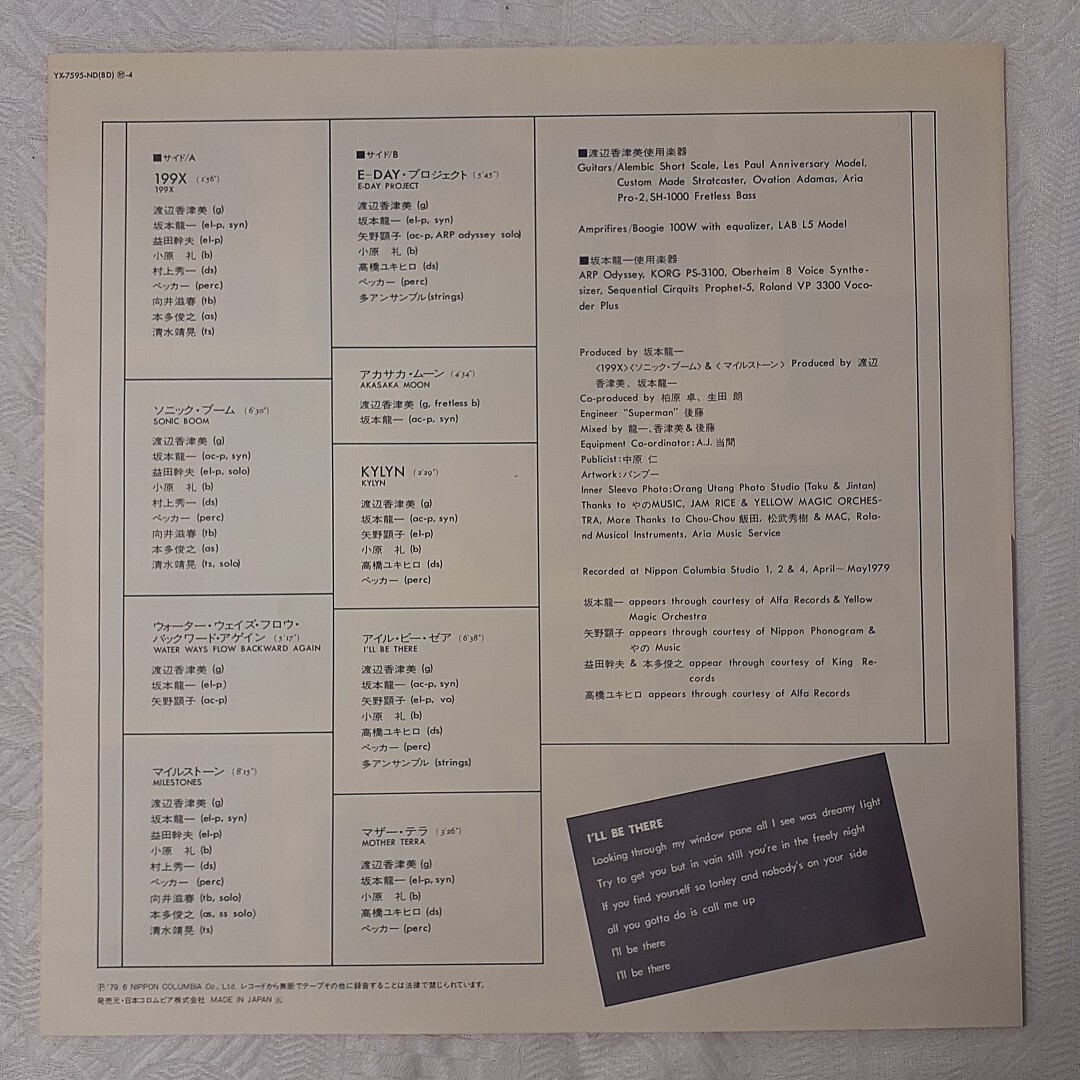 YX-7595-ND(BD) -4
■サイド/A
199X (1'56")
199X
渡辺香津美 (g)
坂本龍一 (el-p, syn)
益田幹夫 (el-p)
小原 礼 (b)
村上秀一 (ds)
ペッカー (perc)
向井滋春 (tb)
本多俊之 (as)
清水靖晃 (ts)
ソニック・ブーム (6'30")
SONIC BOOM
渡辺香津美 (g)
坂本龍一 (ac-p, syn)
益田幹夫 (el-p, solo)
小原 礼 (b)
村上秀一 (ds)
ペッカー (perc)
向井滋春 (tb)
本多俊之 (as)
清水靖晃 (ts, solo)
ウォーター・ウェイズ・フロウ・
バックワード・アゲイン (5'17")
WATER WAYS FLOW BACKWARD AGAIN
渡辺香津美 (g)
坂本龍一 (el-p)
矢野顕子 (ac-p)
マイルストーン (8'15")
MILESTONES
渡辺香津美 (g)
坂本龍一 (el-p, syn)
益田幹夫 (el-p)
小原 礼 (b)
村上秀一 (ds)
ペッカー (perc)
向井滋春 (tb, solo)
本多俊之 (as, ss solo)
清水靖晃 (ts)
■サイド/B
E-DAY・プロジェクト (5'45")
E-DAY PROJECT
渡辺香津美 (g)
坂本龍一 (el-p, syn)
矢野顕子 (ac-p, ARP odyssey solo)
小原 礼 (b)
高橋ユキヒロ (ds)
ペッカー (perc)
多アンサンブル(strings)
アカサカ・ムーン (4'34")
AKASAKA MOON
渡辺香津美 (g, fretless b)
坂本龍一 (ac-p, syn)
KYLYN (2'29")
KYLYN
渡辺香津美 (g)
坂本龍一 (ac-p, syn)
矢野顕子 (el-p)
小原 礼 (b)
高橋ユキヒロ (ds)
ペッカー (perc)
アイル・ビー・ゼア (6'38")
I'LL BE THERE
渡辺香津美 (g)
坂本龍一 (ac-p, syn)
矢野顕子 (el-p, vo)
小原 礼 (b)
高橋ユキヒロ (ds)
ペッカー (perc)
多アンサンブル (strings)
マザー・テラ (3'26")
MOTHER TERRA
渡辺香津美 (g)
坂本龍一 (el-p, syn)
小原 礼 (b)
高橋ユキヒロ (ds)
ペッカー (perc)
■渡辺香津美使用楽器
Guitars/Alembic Short Scale, Les Paul Anniversary Model,
Custom Made Stratcaster, Ovation Adamas, Aria
Pro-2, SH-1000 Fretless Bass
Amprifires/Boogie 100W with equalizer, LAB L5 Model
■坂本龍一使用楽器
ARP Odyssey, KORG PS-3100, Oberheim 8 Voice Synthe-
sizer, Sequential Cirquits Prophet-5, Roland VP 3300 Voco-
der Plus
Produced by 坂本龍一
〈199X〉〈ソニック・ブーム〉&〈マイルストーン〉 Produced by 渡辺
香津美、坂本龍一
Co-produced by 柏原 卓、生田 朗
Engineer "Superman" 後藤
Mixed by 龍一、香津美&後藤
Equipment Co-ordinator:A.J. 当間
Publicist:中原 仁
Artwork:バンブー
Inner Sleevo Photo:Orang Utang Photo Studio (Taku & Jintan)
Thanks to やのMUSIC, JAM RICE & YELLOW MAGIC ORCHES-
TRA, More Thanks to Chou-Chou 飯田, 松武秀樹 & MAC, Rola-
nd Musical Instruments, Aria Music Service
Recorded at Nippon Columbia Studio 1, 2 & 4, April~May1979
坂本龍一 appears through courtesy of Alfa Records & Yellow
Magic Orchestra
矢野顕子 appears through courtesy of Nippon Phonogram &
やの Music
益田幹夫 & 本多俊之 appear through courtesy of King Re-
cords
高橋ユキヒロ appears through courtesy of Alfa Records
I'LL BE THERE
Looking through my window pane all I see was dreamy light
Try to get you but in vain still you're in the freely night
If you find yourself so lonley and nobody's on your side
all you gotta do is call me up
I'll be there
I'll be there
Ⓟ'79.6 NIPPON COLUMBIA Co., Ltd. レコードから無断でテープその他に録音することは法律で禁じられています。
発売元・日本コロムビア株式会社 MADE IN JAPAN